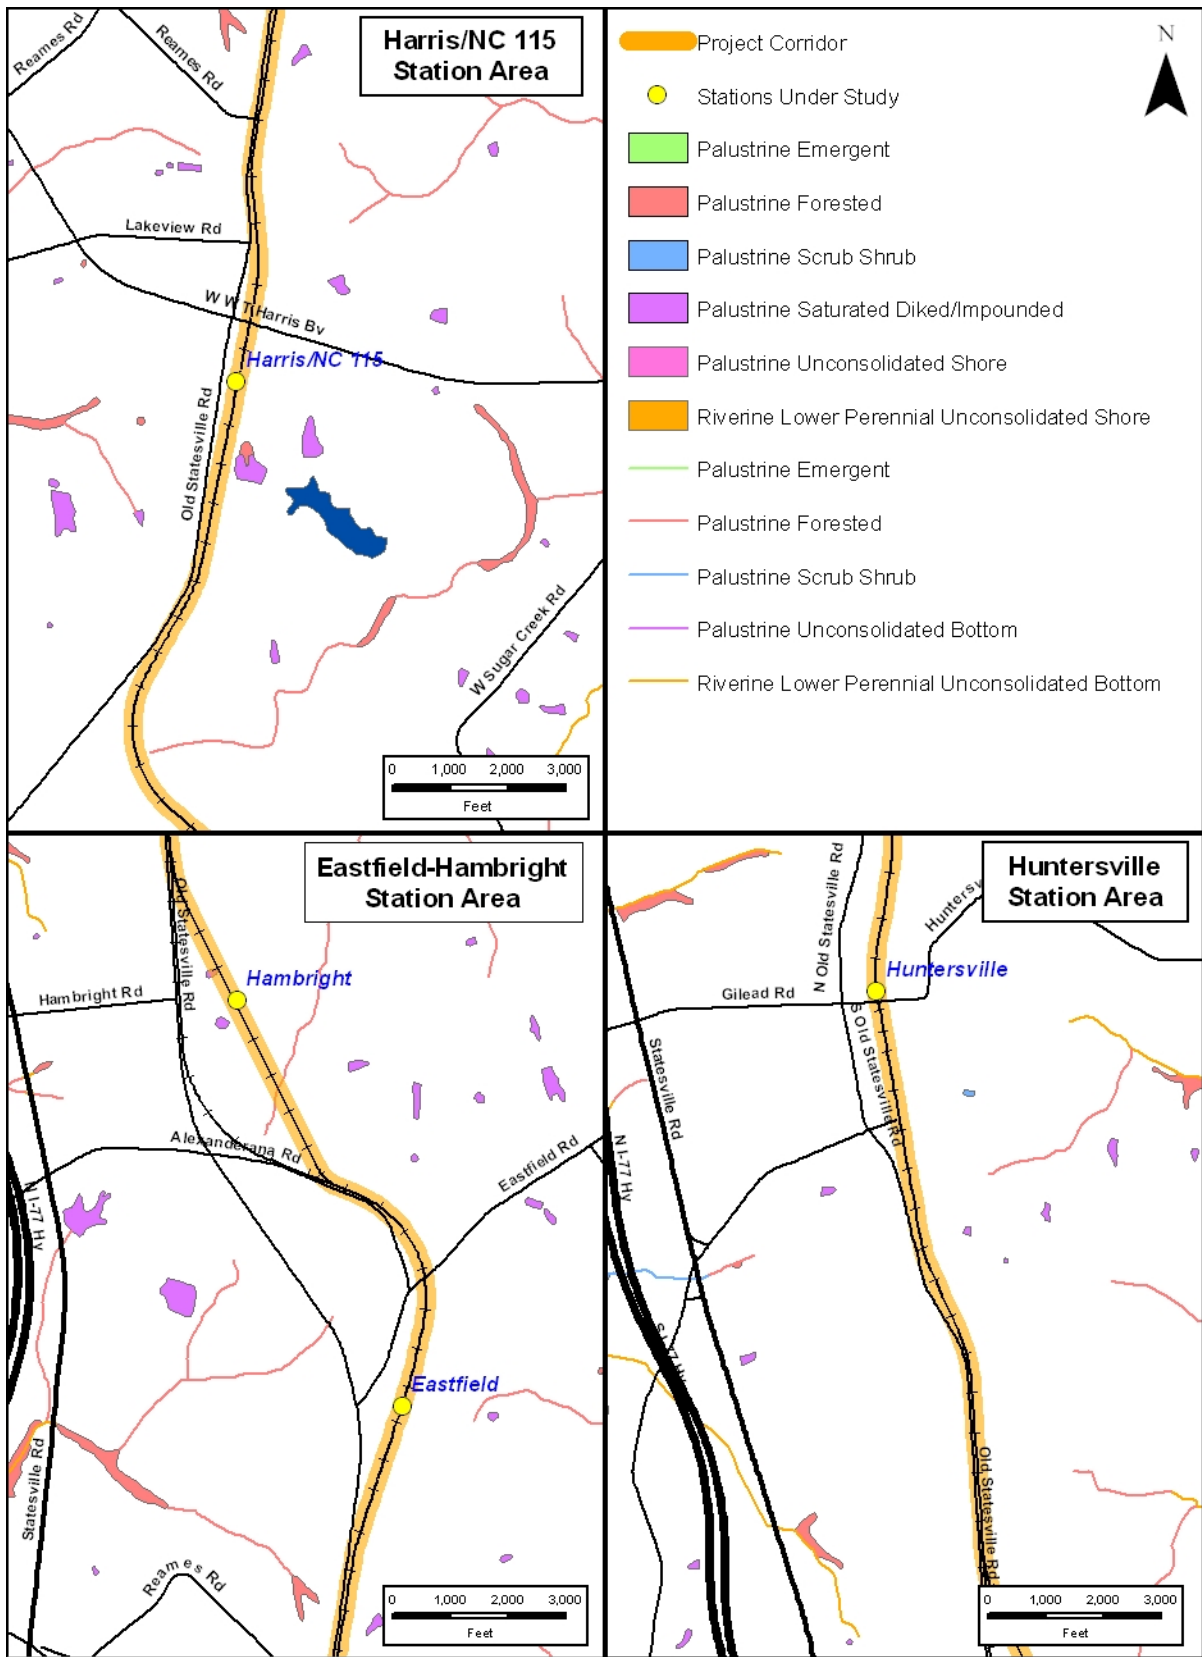 Harris/NC 115
Station Area
Reames Rd
Reames Rd
Lakeview Rd
W W T Harris Bv
Harris/NC 115
Old Statesville Rd
W Sugar Creek Rd
0 1,000 2,000 3,000
Feet
N
Project Corridor
Stations Under Study
Palustrine Emergent
Palustrine Forested
Palustrine Scrub Shrub
Palustrine Saturated Diked/Impounded
Palustrine Unconsolidated Shore
Riverine Lower Perennial Unconsolidated Shore
Palustrine Emergent
Palustrine Forested
Palustrine Scrub Shrub
Palustrine Unconsolidated Bottom
Riverine Lower Perennial Unconsolidated Bottom
Eastfield-Hambright
Station Area
Old Statesville Rd
Hambright
Hambright Rd
Alexanderana Rd
Eastfield Rd
N I-77 Hy
Eastfield
Statesville Rd
Reames Rd
0 1,000 2,000 3,000
Feet
Huntersville
Station Area
N Old Statesville Rd
Huntersv
Huntersville
Gilead Rd
S Old Statesville Rd
Statesville Rd
N I-77 Hy
S I-77 Hy
Old Statesville Rd
0 1,000 2,000 3,000
Feet